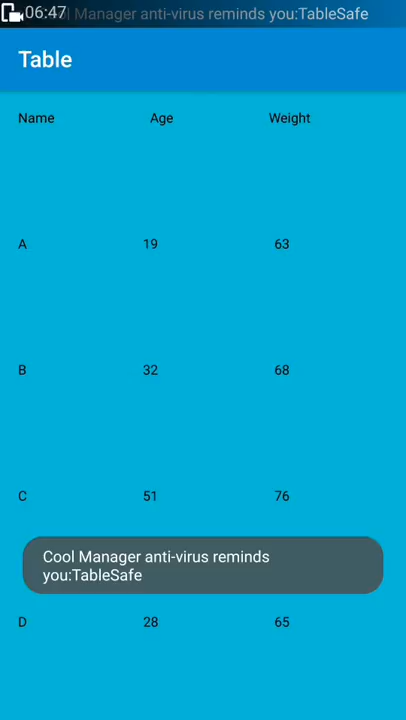 06:47 Manager anti-virus reminds you:TableSafe
Table
Name Age Weight
A 19 63
B 32 68
C 51 76
Cool Manager anti-virus reminds
you:TableSafe
D 28 65